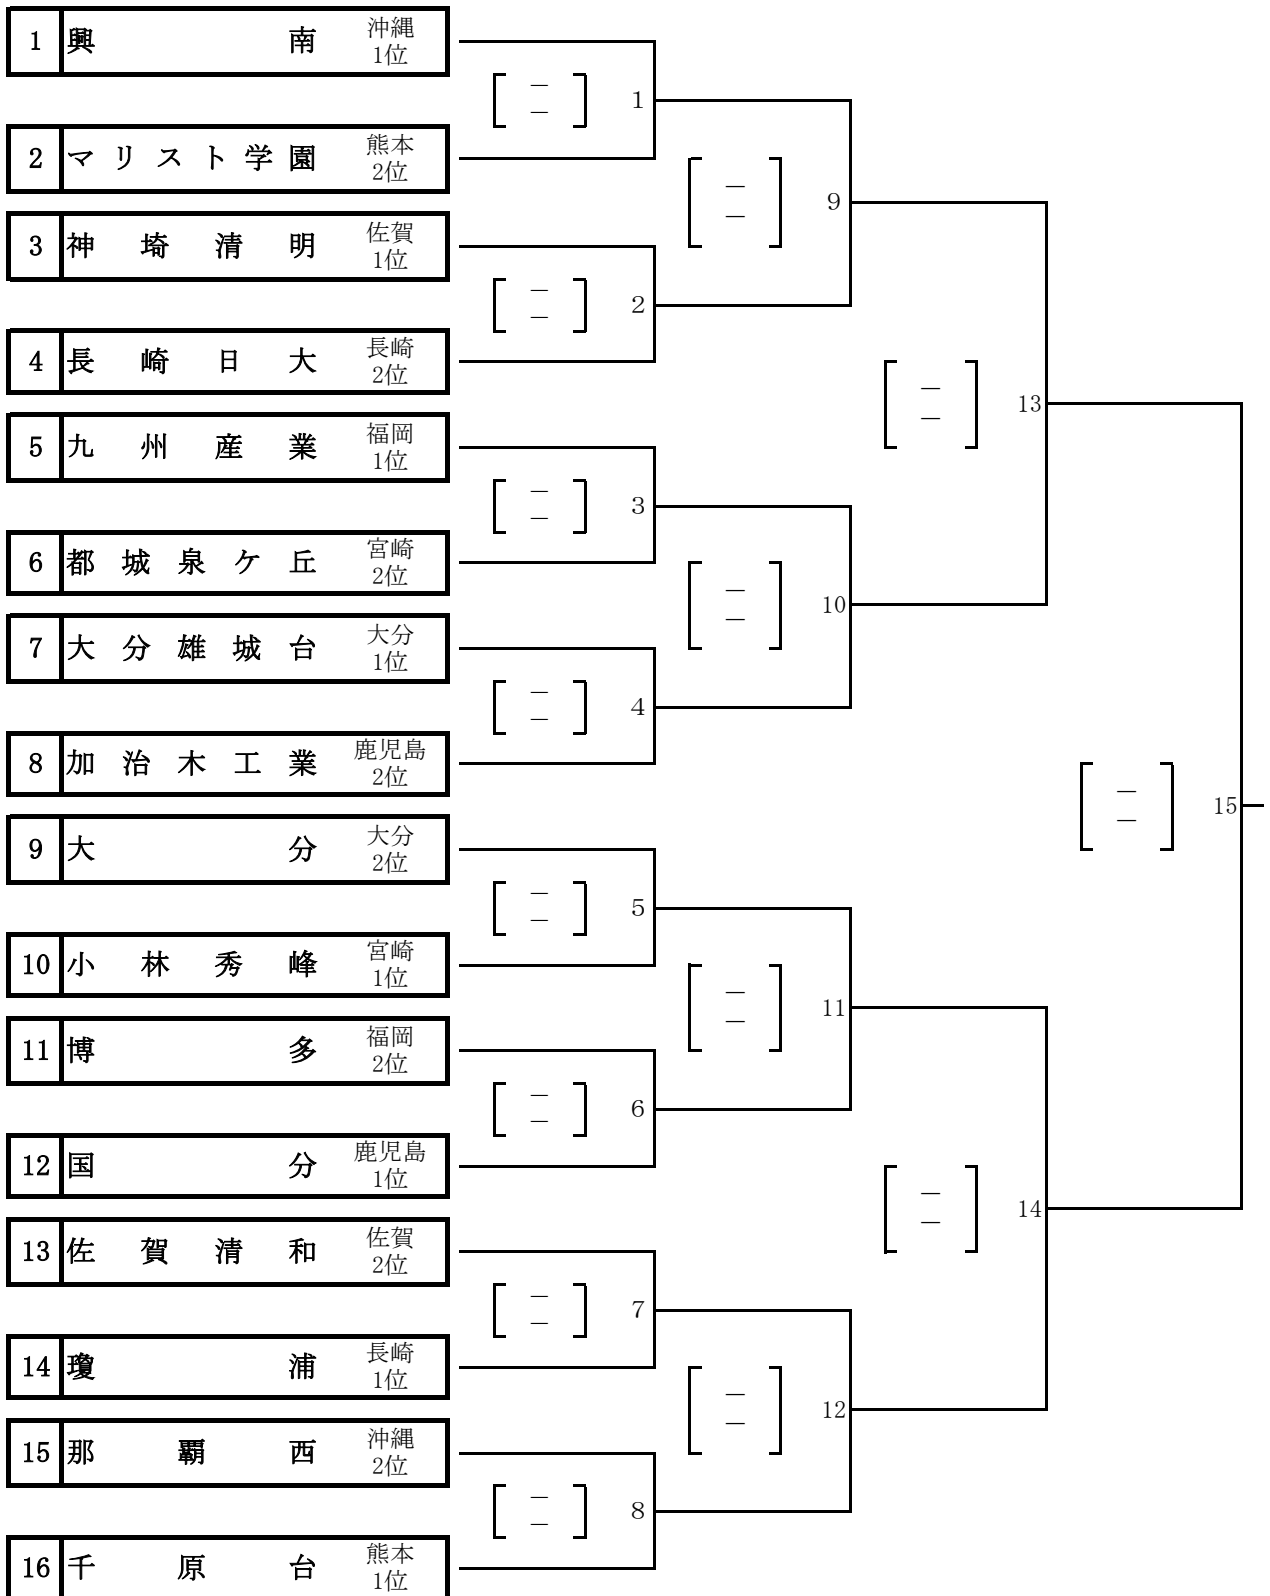 1 興南 沖縄
1位
－
－
1
2 マリスト学園 熊本
2位
－
－
9
3 神埼清明 佐賀
1位
－
－
2
4 長崎日大 長崎
2位
－
－
13
5 九州産業 福岡
1位
－
－
3
6 都城泉ケ丘 宮崎
2位
－
－
10
7 大分雄城台 大分
1位
－
－
4
8 加治木工業 鹿児島
2位
－
－
15
9 大分 大分
2位
－
－
5
10 小林秀峰 宮崎
1位
－
－
11
11 博多 福岡
2位
－
－
6
12 国分 鹿児島
1位
－
－
14
13 佐賀清和 佐賀
2位
－
－
7
14 瓊浦 長崎
1位
－
－
12
15 那覇西 沖縄
2位
－
－
8
16 千原台 熊本
1位